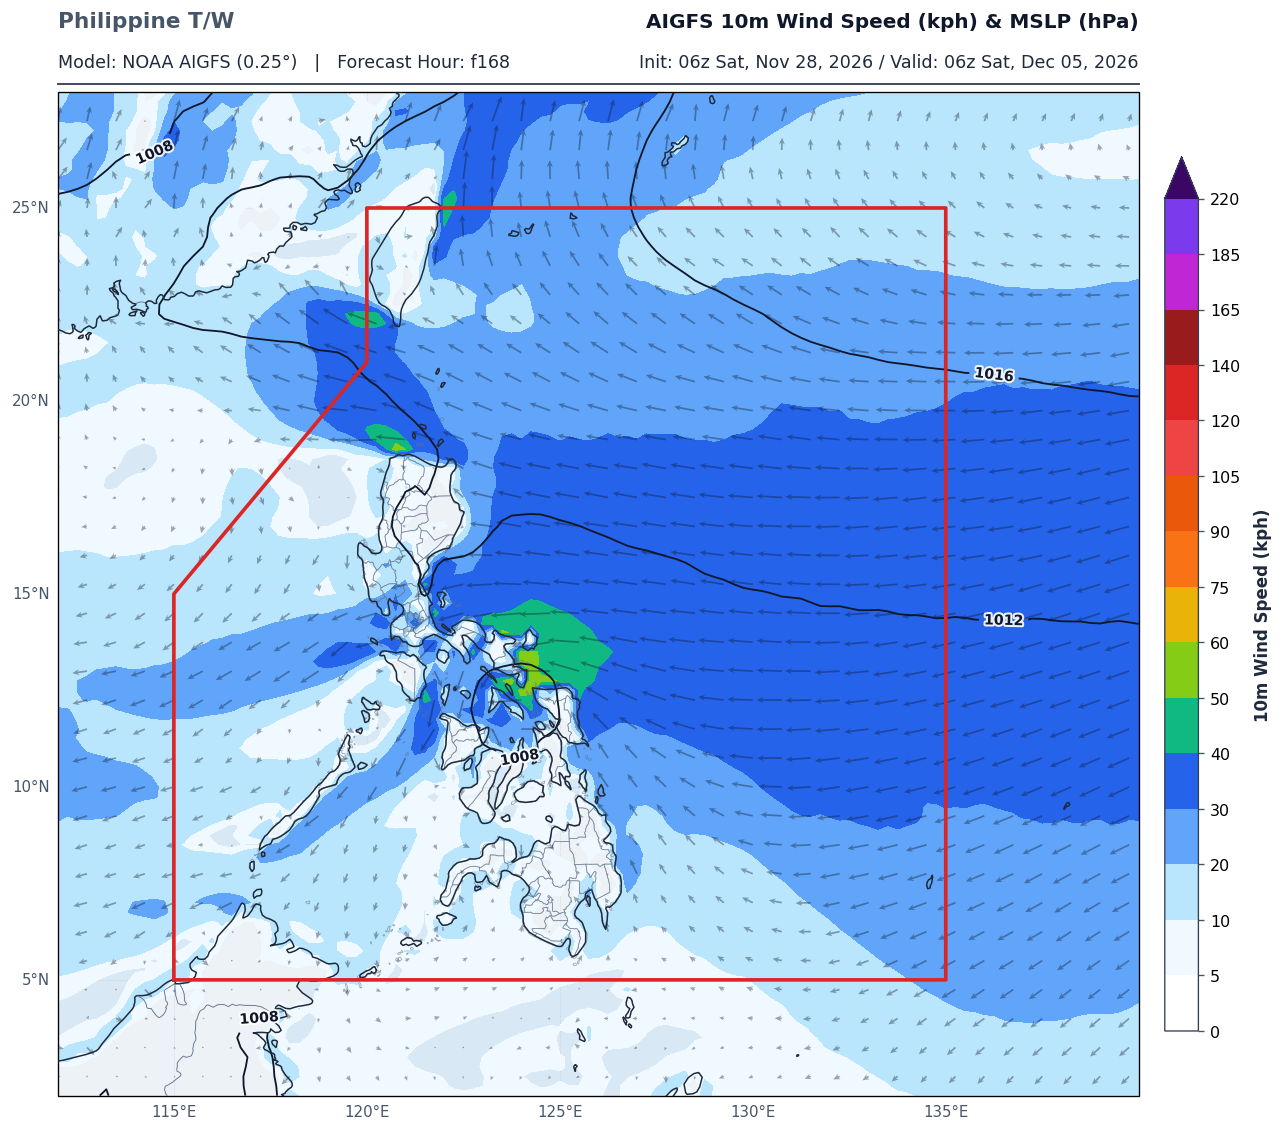 Philippine T/W
AIGFS 10m Wind Speed (kph) & MSLP (hPa)
Model: NOAA AIGFS (0.25°) | Forecast Hour: f168
Init: 06z Sat, Nov 28, 2026 / Valid: 06z Sat, Dec 05, 2026
1008
25°N
20°N
15°N
10°N
5°N
1016
1012
1008
1008
115°E
120°E
125°E
130°E
135°E
220
185
165
140
120
105
90
75
60
50
40
30
20
10
5
0
10m Wind Speed (kph)